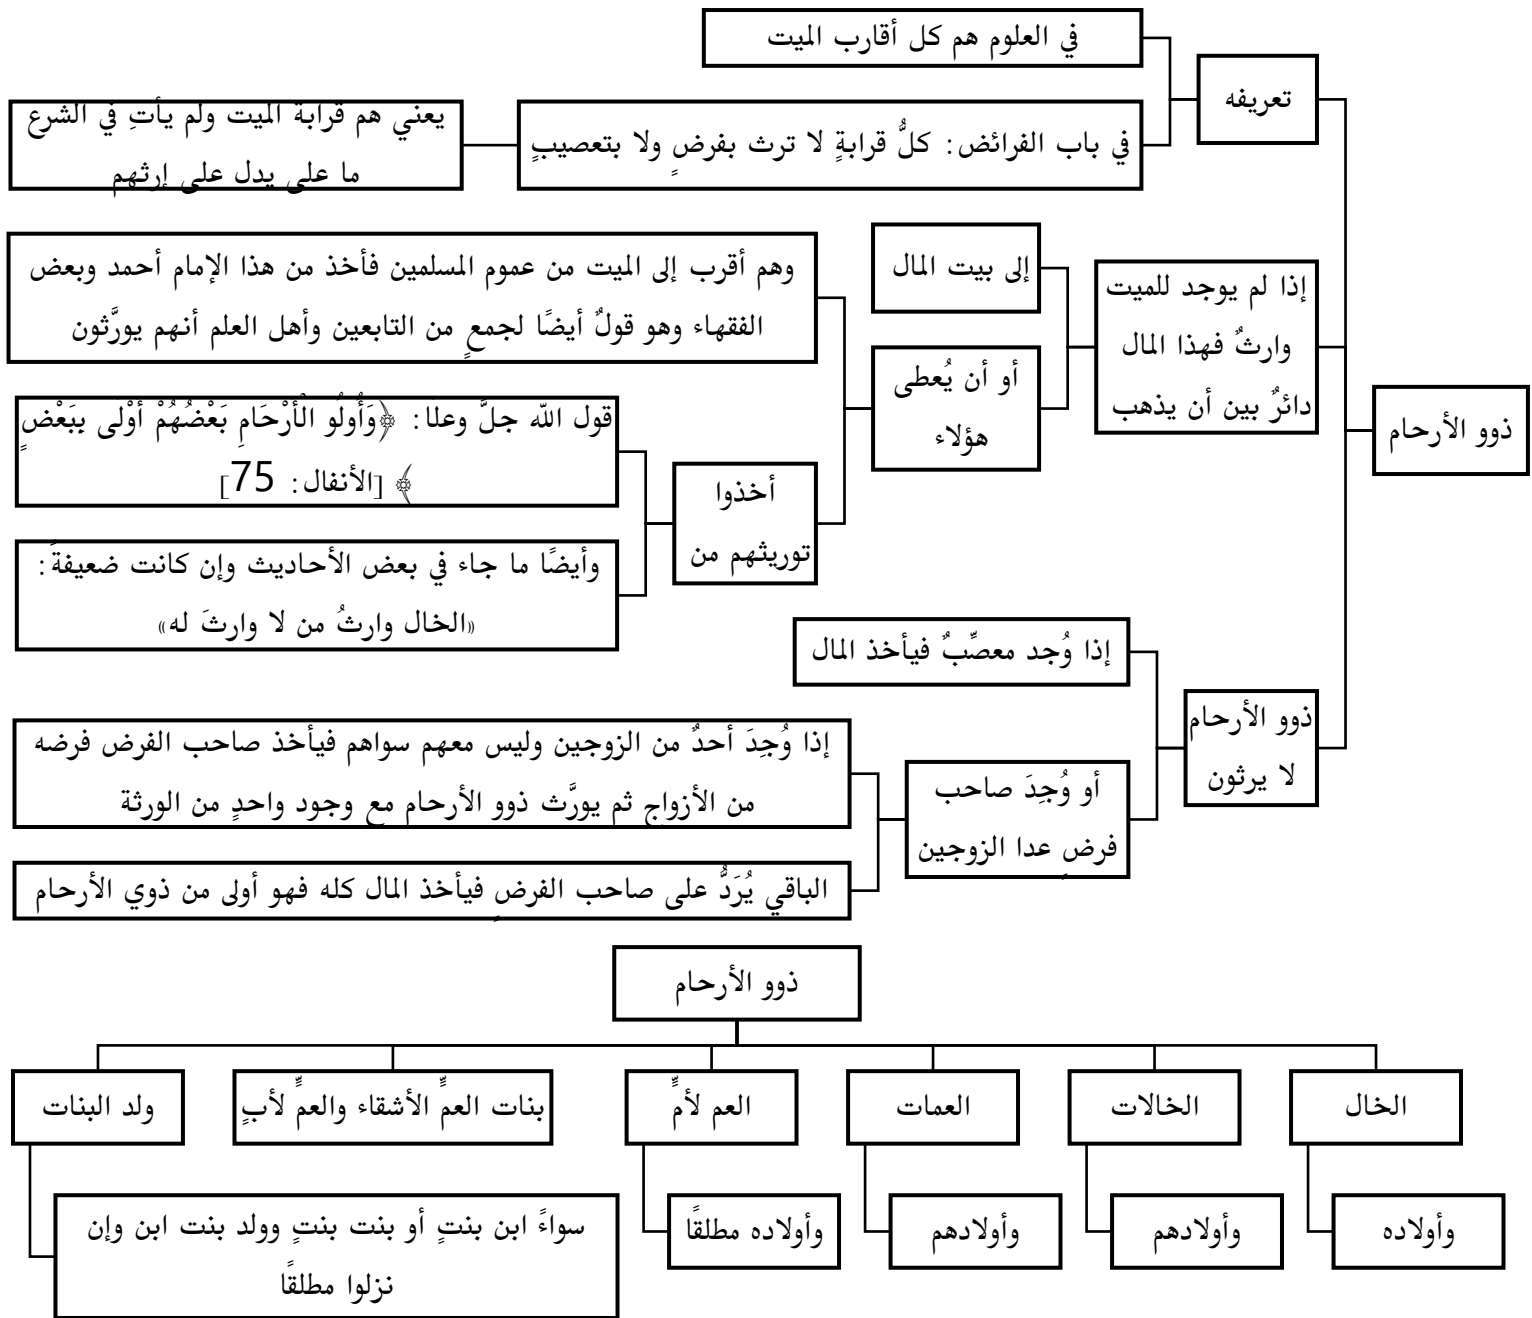 ذوو الأرحام
تعريفه
في العلوم هم كل أقارب الميت
في باب الفرائض: كلُّ قرابةٍ لا ترث بفرضٍ ولا بتعصيبٍ
يعني هم قرابة الميت ولم يأتِ في الشرع
ما على يدل على إرثهم
إذا لم يوجد للميت
وارثٌ فهذا المال
دائرٌ بين أن يذهب
إلى بيت المال
أو أن يُعطى
هؤلاء
وهم أقرب إلى الميت من عموم المسلمين فأخذ من هذا الإمام أحمد وبعض
الفقهاء وهو قولٌ أيضًا لجمعٍ من التابعين وأهل العلم أنهم يورَّثون
أخذوا
توريثهم من
قول الله جلَّ وعلا: ﴿وَأُولُو الْأَرْحَامِ بَعْضُهُمْ أَوْلَى بِبَعْضٍ
﴾ [الأنفال: 75]
وأيضًا ما جاء في بعض الأحاديث وإن كانت ضعيفةً:
«الخال وارثُ من لا وارثَ له»
ذوو الأرحام
لا يرثون
إذا وُجد معصِّبٌ فيأخذ المال
أو وُجِدَ صاحب
فرضٍ عدا الزوجين
إذا وُجِدَ أحدٌ من الزوجين وليس معهم سواهم فيأخذ صاحب الفرض فرضه
من الأزواج ثم يورَّث ذوو الأرحام مع وجود واحدٍ من الورثة
الباقي يُرَدُّ على صاحب الفرضِ فيأخذ المال كله فهو أولى من ذوي الأرحام
ذوو الأرحام
الخال
وأولاده
الخالات
وأولادهم
العمات
وأولادهم
العم لأمٍّ
وأولاده مطلقًا
بنات العمٍّ الأشقاء والعمٍّ لأبٍ
ولد البنات
سواءً ابن بنتٍ أو بنت بنتٍ وولد بنت ابن وإن
نزلوا مطلقًا